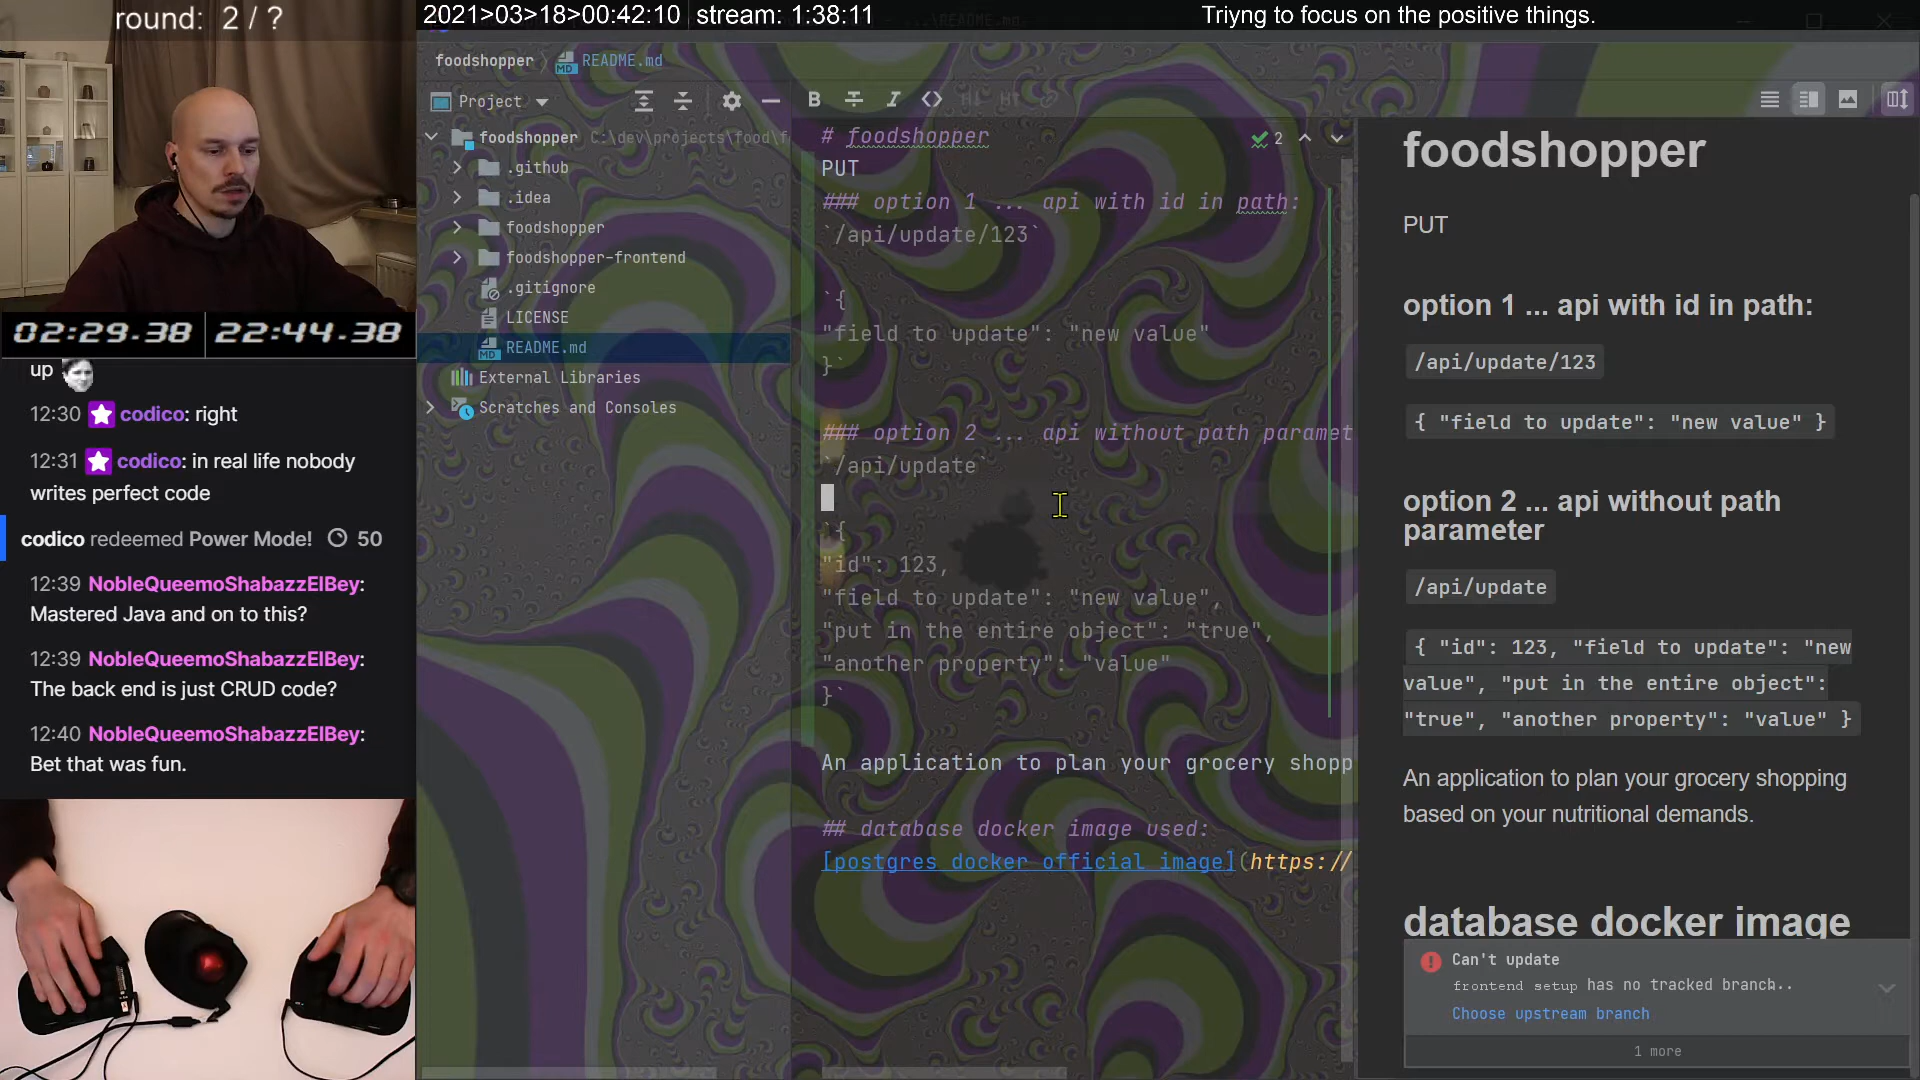 round: 2 / ?
2021>03>18>00:42:10
stream: 1:38:11
Triyng to focus on the positive things.
02:29.38
22:44.38
up
12:30 codico: right
12:31 codico: in real life nobody
writes perfect code
codico redeemed Power Mode! 50
12:39 NobleQueemoShabazzElBey:
Mastered Java and on to this?
12:39 NobleQueemoShabazzElBey:
The back end is just CRUD code?
12:40 NobleQueemoShabazzElBey:
Bet that was fun.
foodshopper
README.md
Project
foodshopper C:\dev\projects\food\f
.github
.idea
foodshopper
foodshopper-frontend
.gitignore
LICENSE
README.md
External Libraries
Scratches and Consoles
B I <>
# foodshopper
2
PUT
### option 1 ... api with id in path:
`/api/update/123`
`{
"field to update": "new value"
}`
### option 2 ... api without path paramet
`/api/update`
`{
"id": 123,
"field to update": "new value",
"put in the entire object": "true",
"another property": "value"
}`
An application to plan your grocery shopp
## database docker image used:
[postgres docker official image](https://
foodshopper
PUT
option 1 ... api with id in path:
/api/update/123
{ "field to update": "new value" }
option 2 ... api without path
parameter
/api/update
{ "id": 123, "field to update": "new
value", "put in the entire object":
"true", "another property": "value" }
An application to plan your grocery shopping
based on your nutritional demands.
database docker image
Can't update
frontend setup has no tracked branch..
Choose upstream branch
1 more